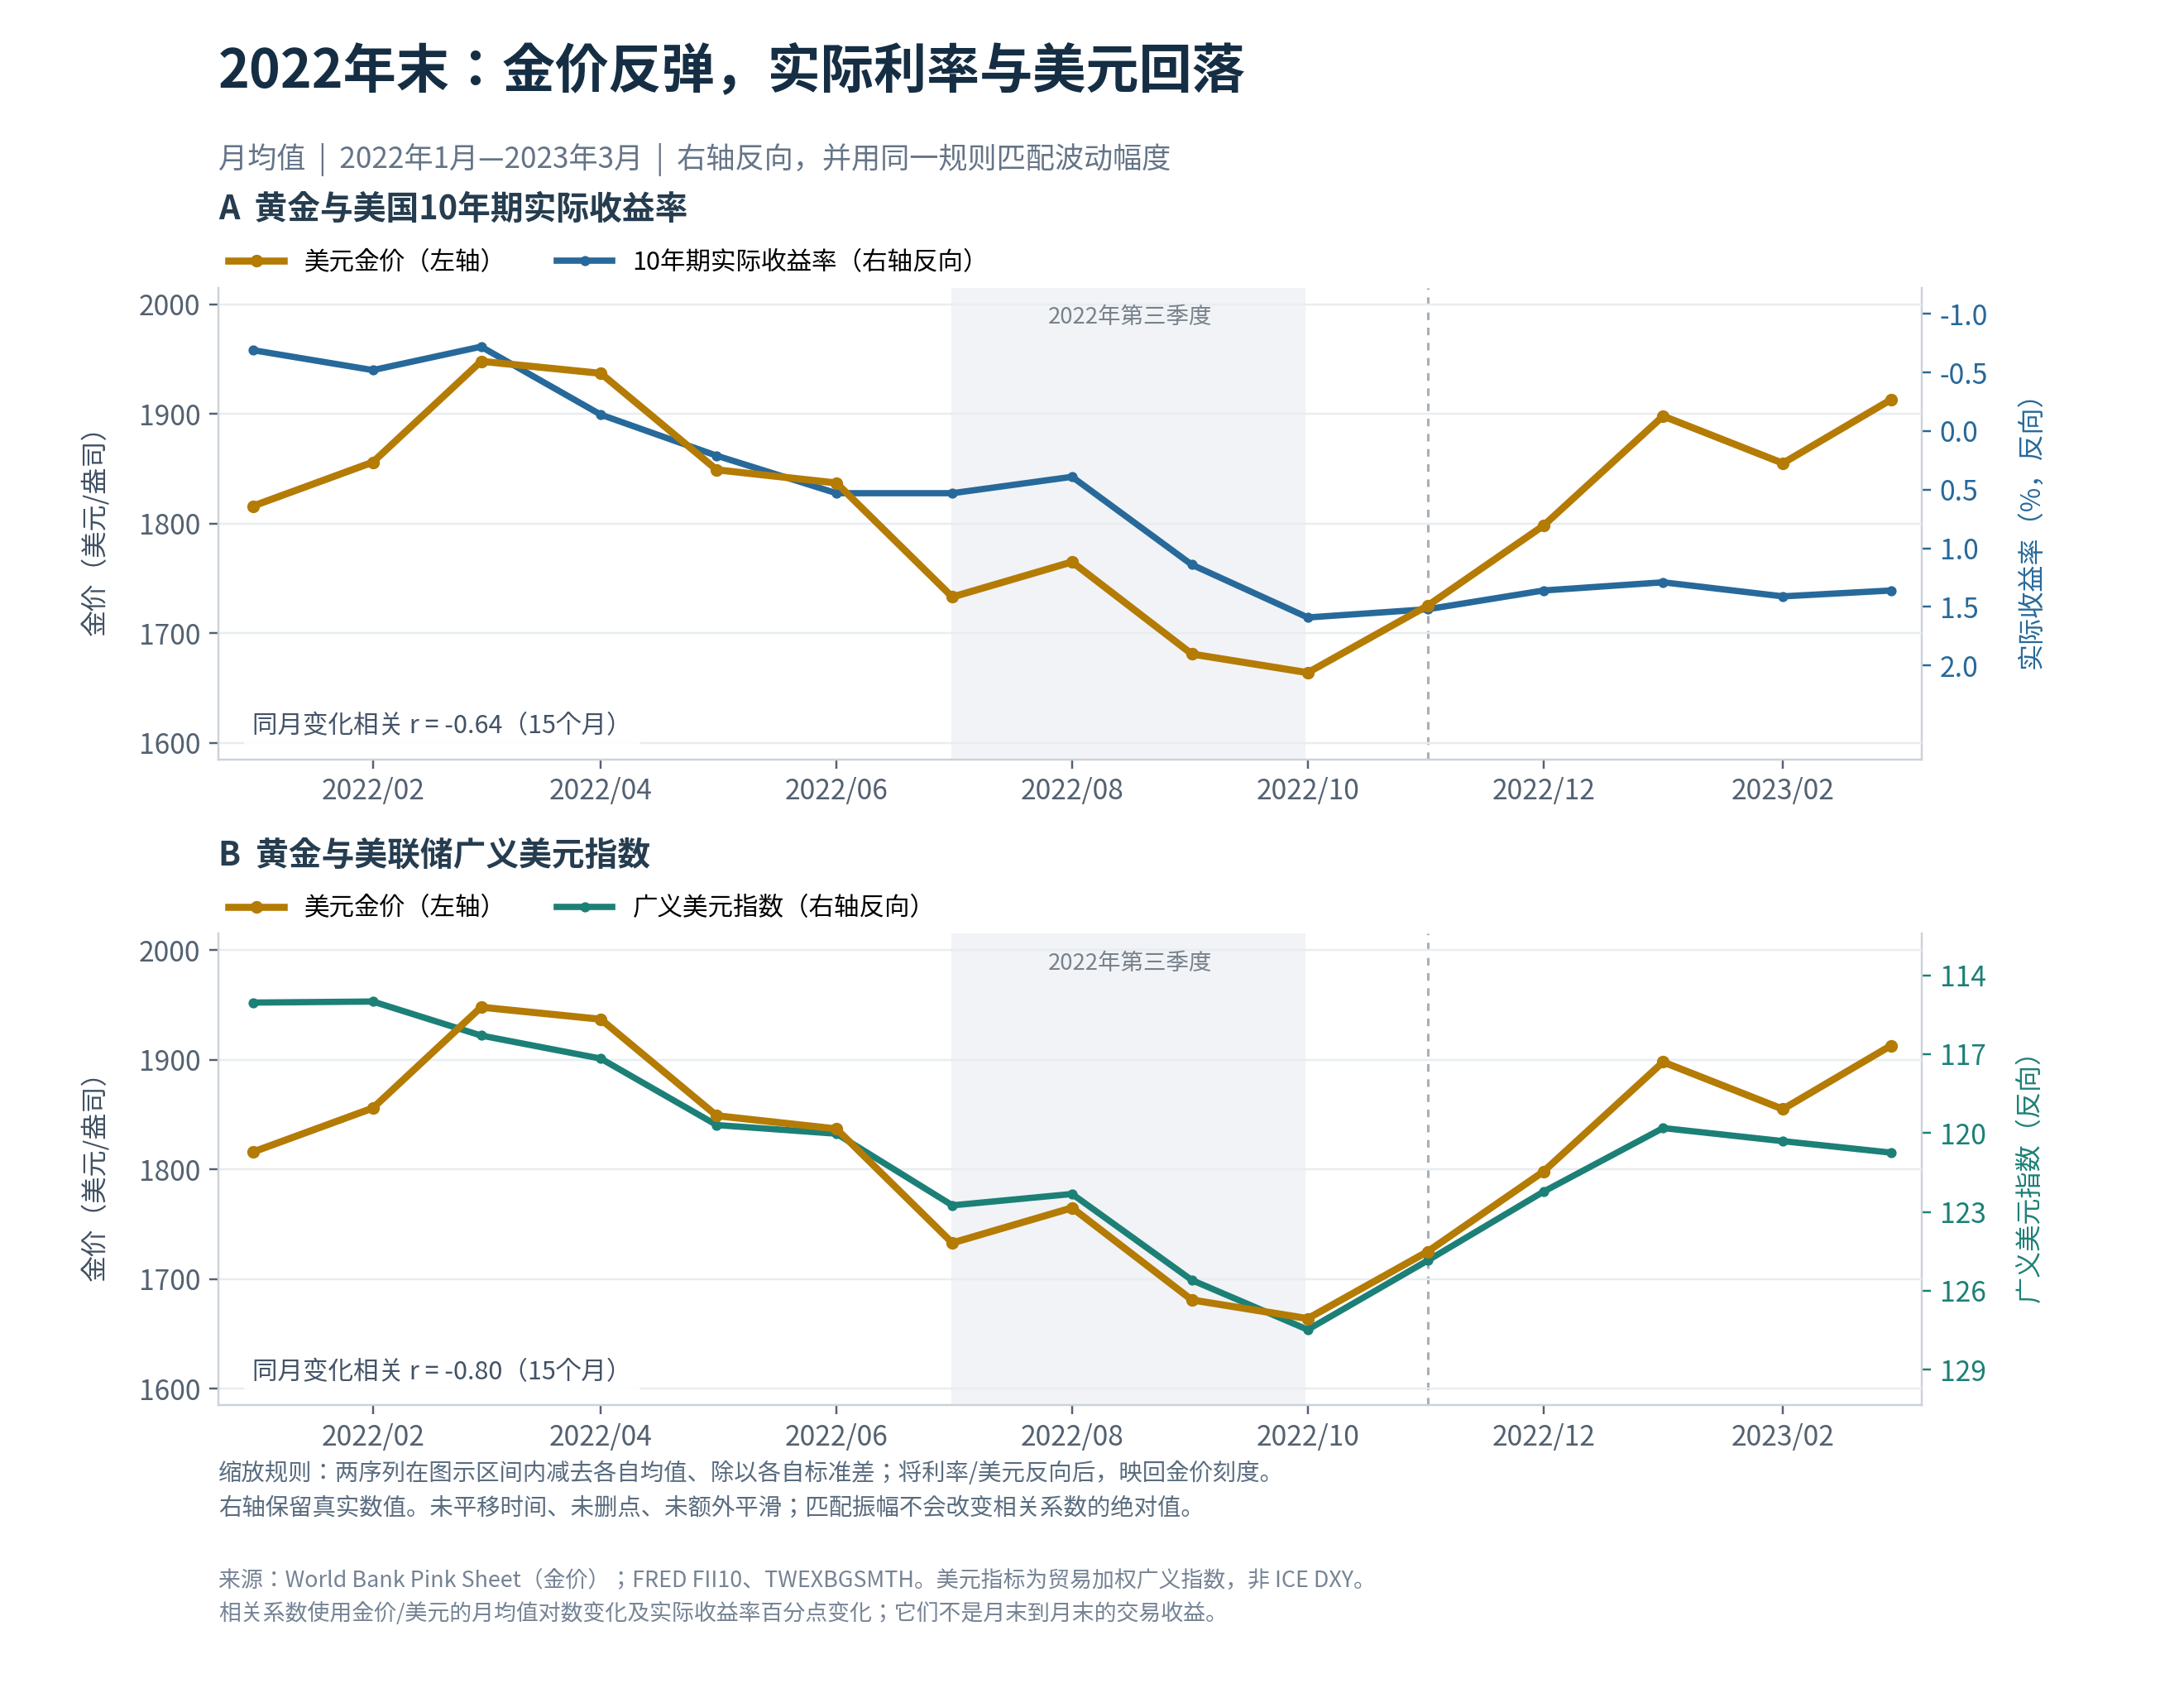 2022年末：金价反弹，实际利率与美元回落
月均值 | 2022年1月—2023年3月 | 右轴反向，并用同一规则匹配波动幅度
A 黄金与美国10年期实际收益率
美元金价（左轴） 10年期实际收益率（右轴反向）
2022年第三季度
2000
1900
1800
1700
1600
金价（美元/盎司）
-1.0
-0.5
0.0
0.5
1.0
1.5
2.0
实际收益率（%，反向）
同月变化相关 r = -0.64（15个月）
2022/02 2022/04 2022/06 2022/08 2022/10 2022/12 2023/02
B 黄金与美联储广义美元指数
美元金价（左轴） 广义美元指数（右轴反向）
2022年第三季度
2000
1900
1800
1700
1600
金价（美元/盎司）
114
117
120
123
126
129
广义美元指数（反向）
同月变化相关 r = -0.80（15个月）
2022/02 2022/04 2022/06 2022/08 2022/10 2022/12 2023/02
缩放规则：两序列在图示区间内减去各自均值、除以各自标准差；将利率/美元反向后，映回金价刻度。
右轴保留真实数值。未平移时间、未删点、未额外平滑；匹配振幅不会改变相关系数的绝对值。
来源：World Bank Pink Sheet（金价）；FRED FII10、TWEXBGSMTH。美元指标为贸易加权广义指数，非 ICE DXY。
相关系数使用金价/美元的月均值对数变化及实际收益率百分点变化；它们不是月末到月末的交易收益。